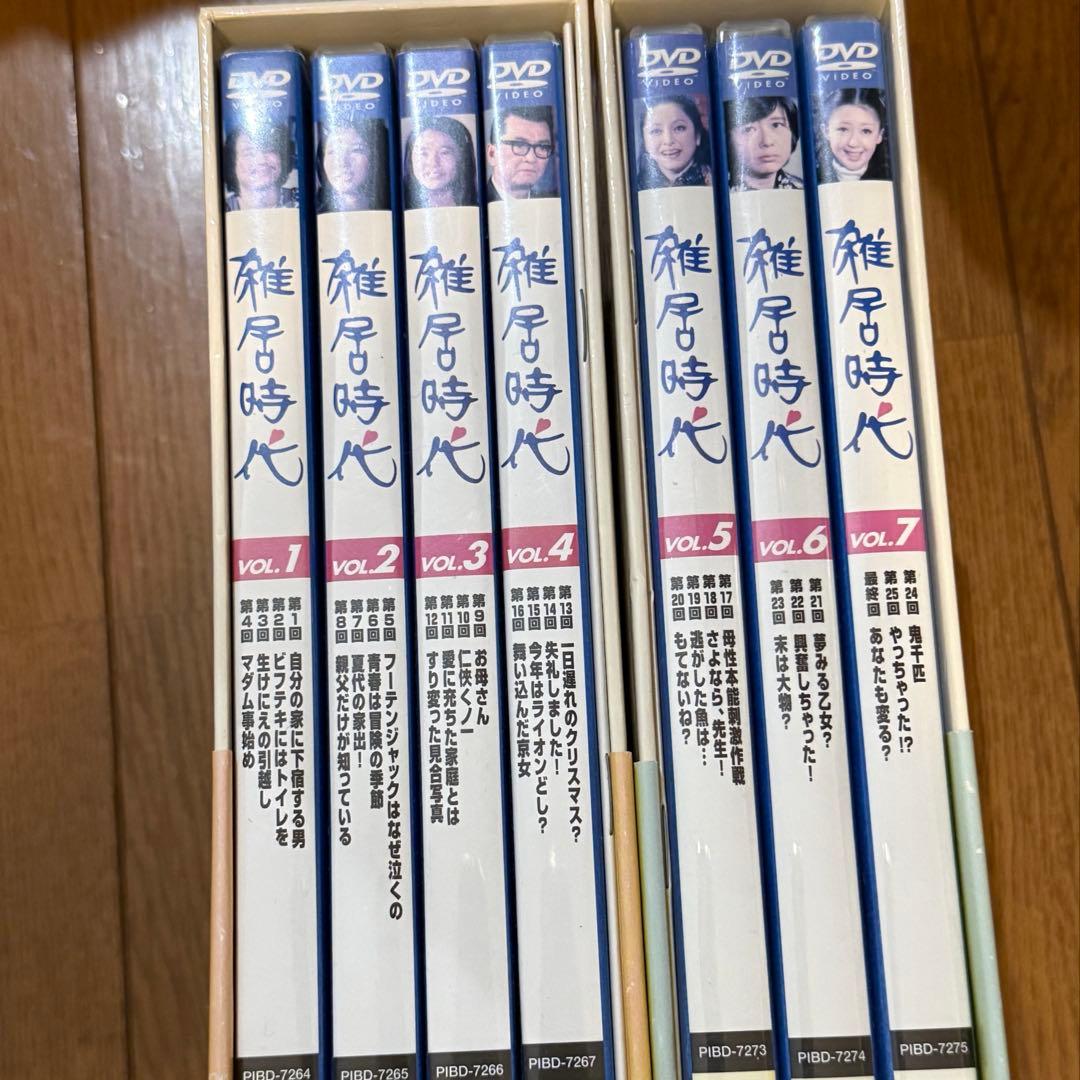 DVD
VIDEO
雑居時代
VOL.1
第1回 自分の家に下宿する男
第2回 ビフテキにはトイレを
第3回 生けにえの引越し
第4回 マダム事始め
PIBD-7264
DVD
VIDEO
雑居時代
VOL.2
第5回 フーテンジャックはなぜ泣くの
第6回 青春は冒険の季節
第7回 夏代の家出!
第8回 親父だけが知っている
PIBD-7265
DVD
VIDEO
雑居時代
VOL.3
第9回 お母さん
第10回 仁侠くノ一
第11回 愛に充ちた家庭とは
第12回 すり変った見合写真
PIBD-7266
DVD
VIDEO
雑居時代
VOL.4
第13回 一日遅れのクリスマス?
第14回 失礼しました!
第15回 今年はライオンどし?
第16回 舞い込んだ京女
PIBD-7267
DVD
VIDEO
雑居時代
VOL.5
第17回 母性本能刺激作戦
第18回 さよなら、先生!
第19回 逃がした魚は…
第20回 もてないね?
PIBD-7273
DVD
VIDEO
雑居時代
VOL.6
第21回 夢みる乙女?
第22回 興奮しちゃった!
第23回 末は大物?
PIBD-7274
DVD
VIDEO
雑居時代
VOL.7
第24回 鬼千匹
第25回 やっちゃった!?
最終回 あなたも変る?
PIBD-7275